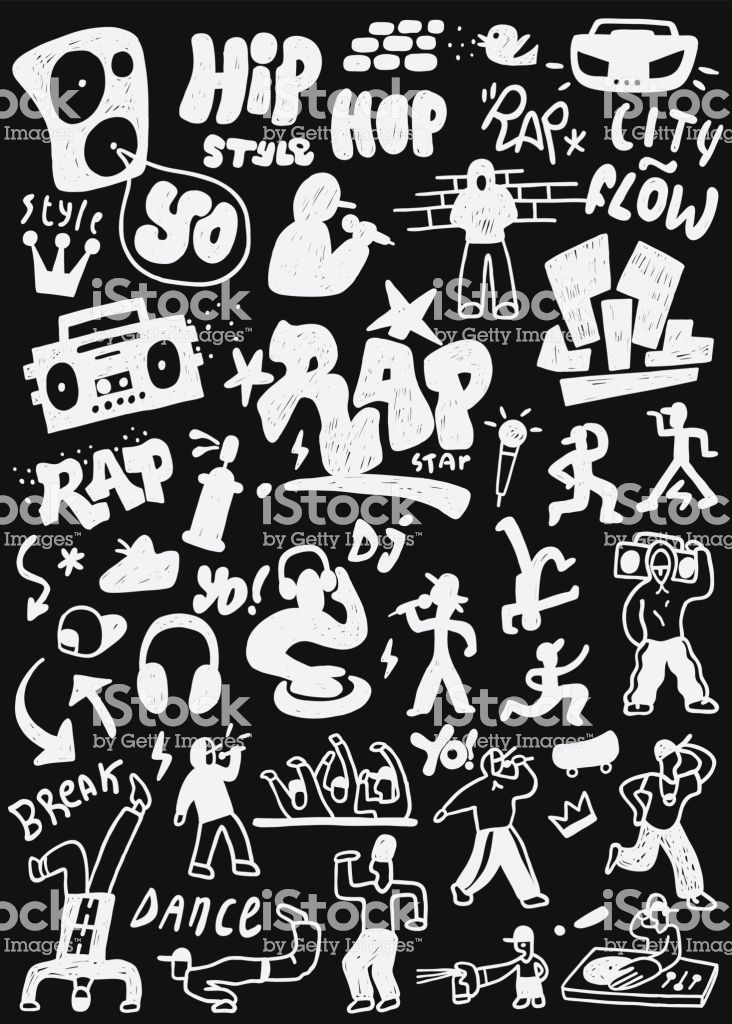 HIP
HOP
STYLE
"RAP*
CITY
FLOW
style
YO
RAP
STAR
RAP
DJ
YO!
YO!
BREAK
DANCE
iStock
by Getty Images™